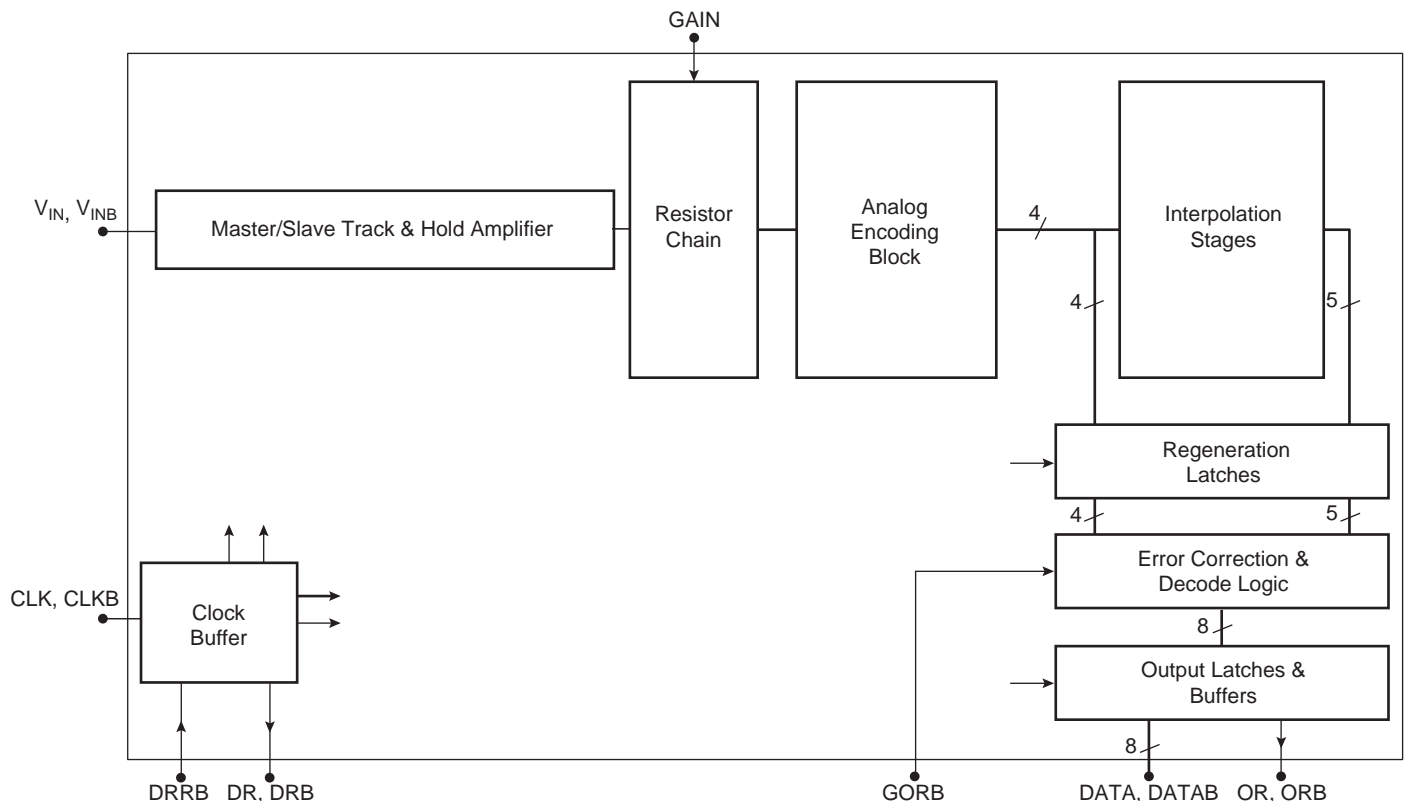 GAIN
V_IN, V_INB
Master/Slave Track & Hold Amplifier
Resistor
Chain
Analog
Encoding
Block
4
Interpolation
Stages
4
5
Regeneration
Latches
4
5
CLK, CLKB
Clock
Buffer
Error Correction &
Decode Logic
8
Output Latches &
Buffers
8
DRRB
DR, DRB
GORB
DATA, DATAB
OR, ORB